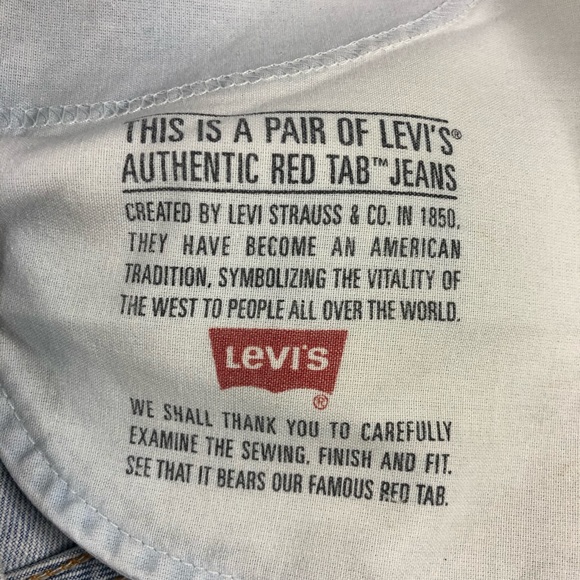 THIS IS A PAIR OF LEVI'S®
AUTHENTIC RED TAB™ JEANS
CREATED BY LEVI STRAUSS & CO. IN 1850,
THEY HAVE BECOME AN AMERICAN
TRADITION, SYMBOLIZING THE VITALITY OF
THE WEST TO PEOPLE ALL OVER THE WORLD.
LeVI'S
®
WE SHALL THANK YOU TO CAREFULLY
EXAMINE THE SEWING. FINISH AND FIT.
SEE THAT IT BEARS OUR FAMOUS RED TAB.